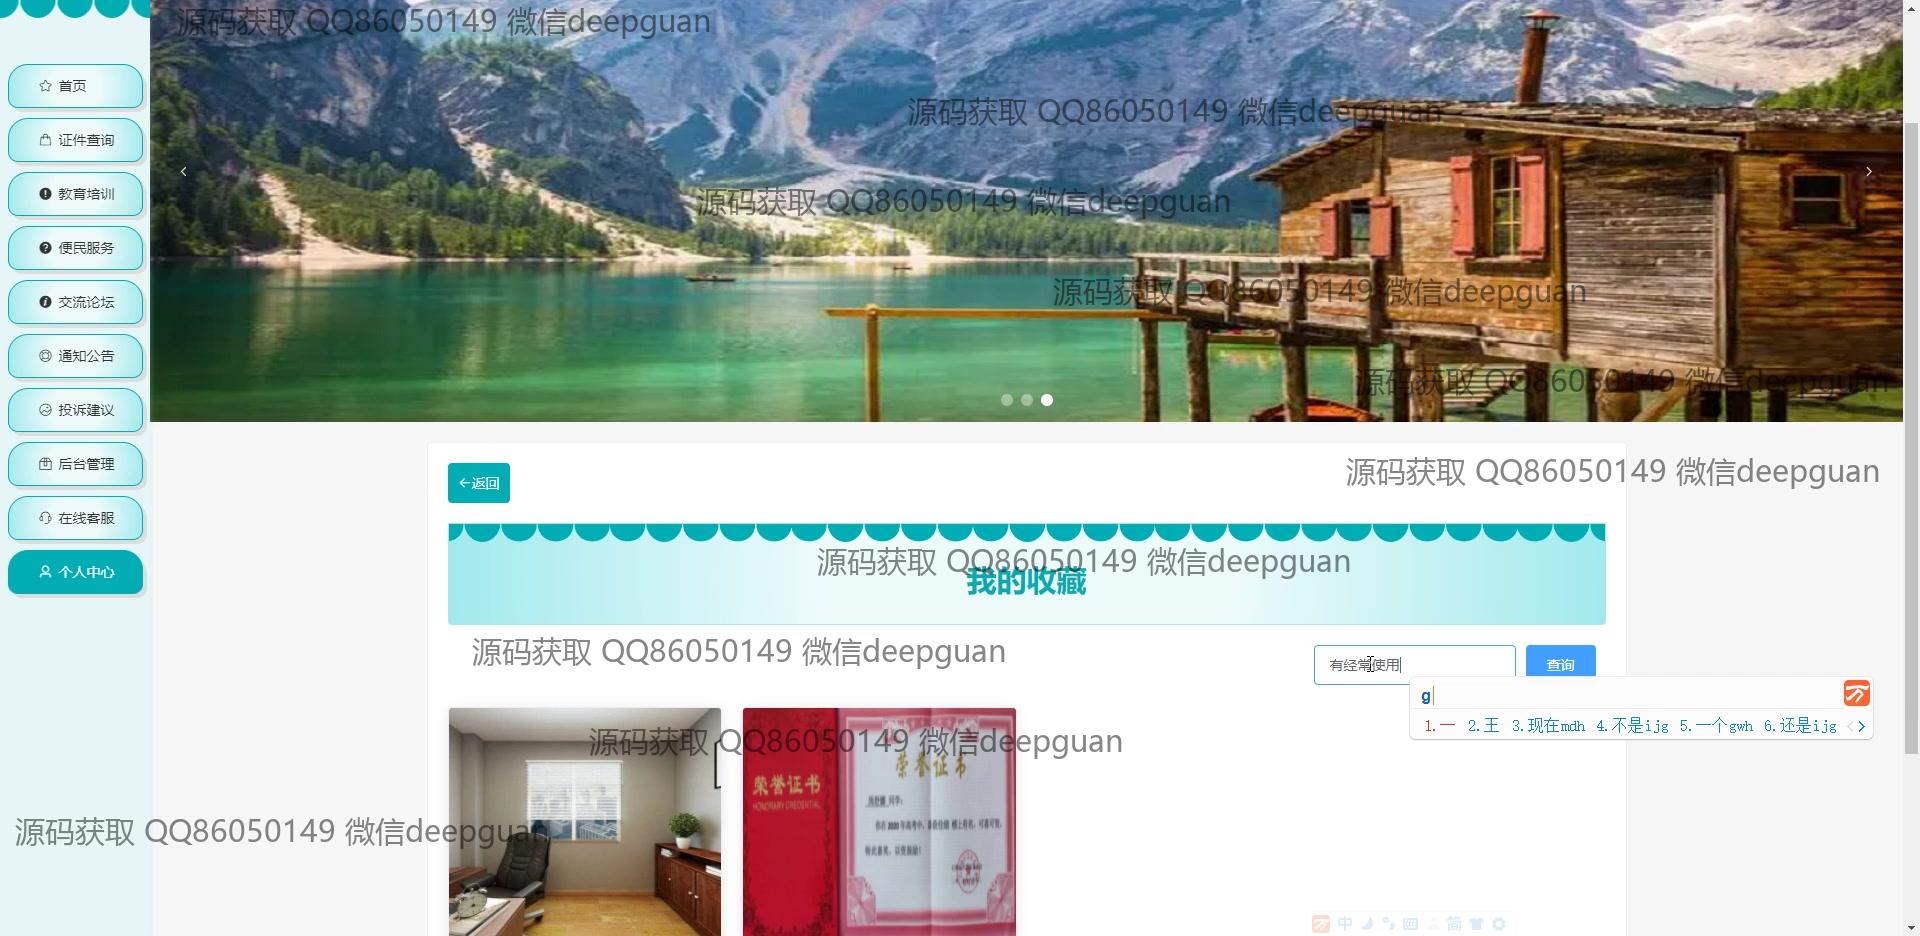 源码获取 QQ86050149 微信deepguan
首页
源码获取 QQ86050149 微信deepguan
证件查询
教育培训
源码获取 QQ86050149 微信deepguan
便民服务
交流论坛
源码获取 QQ86050149 微信deepguan
通知公告
源码获取 QQ86050149 微信deepguan
投诉建议
后台管理
在线客服
个人中心
源码获取 QQ86050149 微信deepguan
←返回
源码获取 QQ86050149 微信deepguan
我的收藏
源码获取 QQ86050149 微信deepguan
有经常使用
查询
g
1.一 2.王 3.现在mdh 4.不是ijg 5.一个gwh 6.还是ijg
源码获取 QQ86050149 微信deepguan
荣誉证书
HONORARY CREDENTIAL
荣誉证书
特此嘉奖，以资鼓励！
源码获取 QQ86050149 微信deepguan
中
简